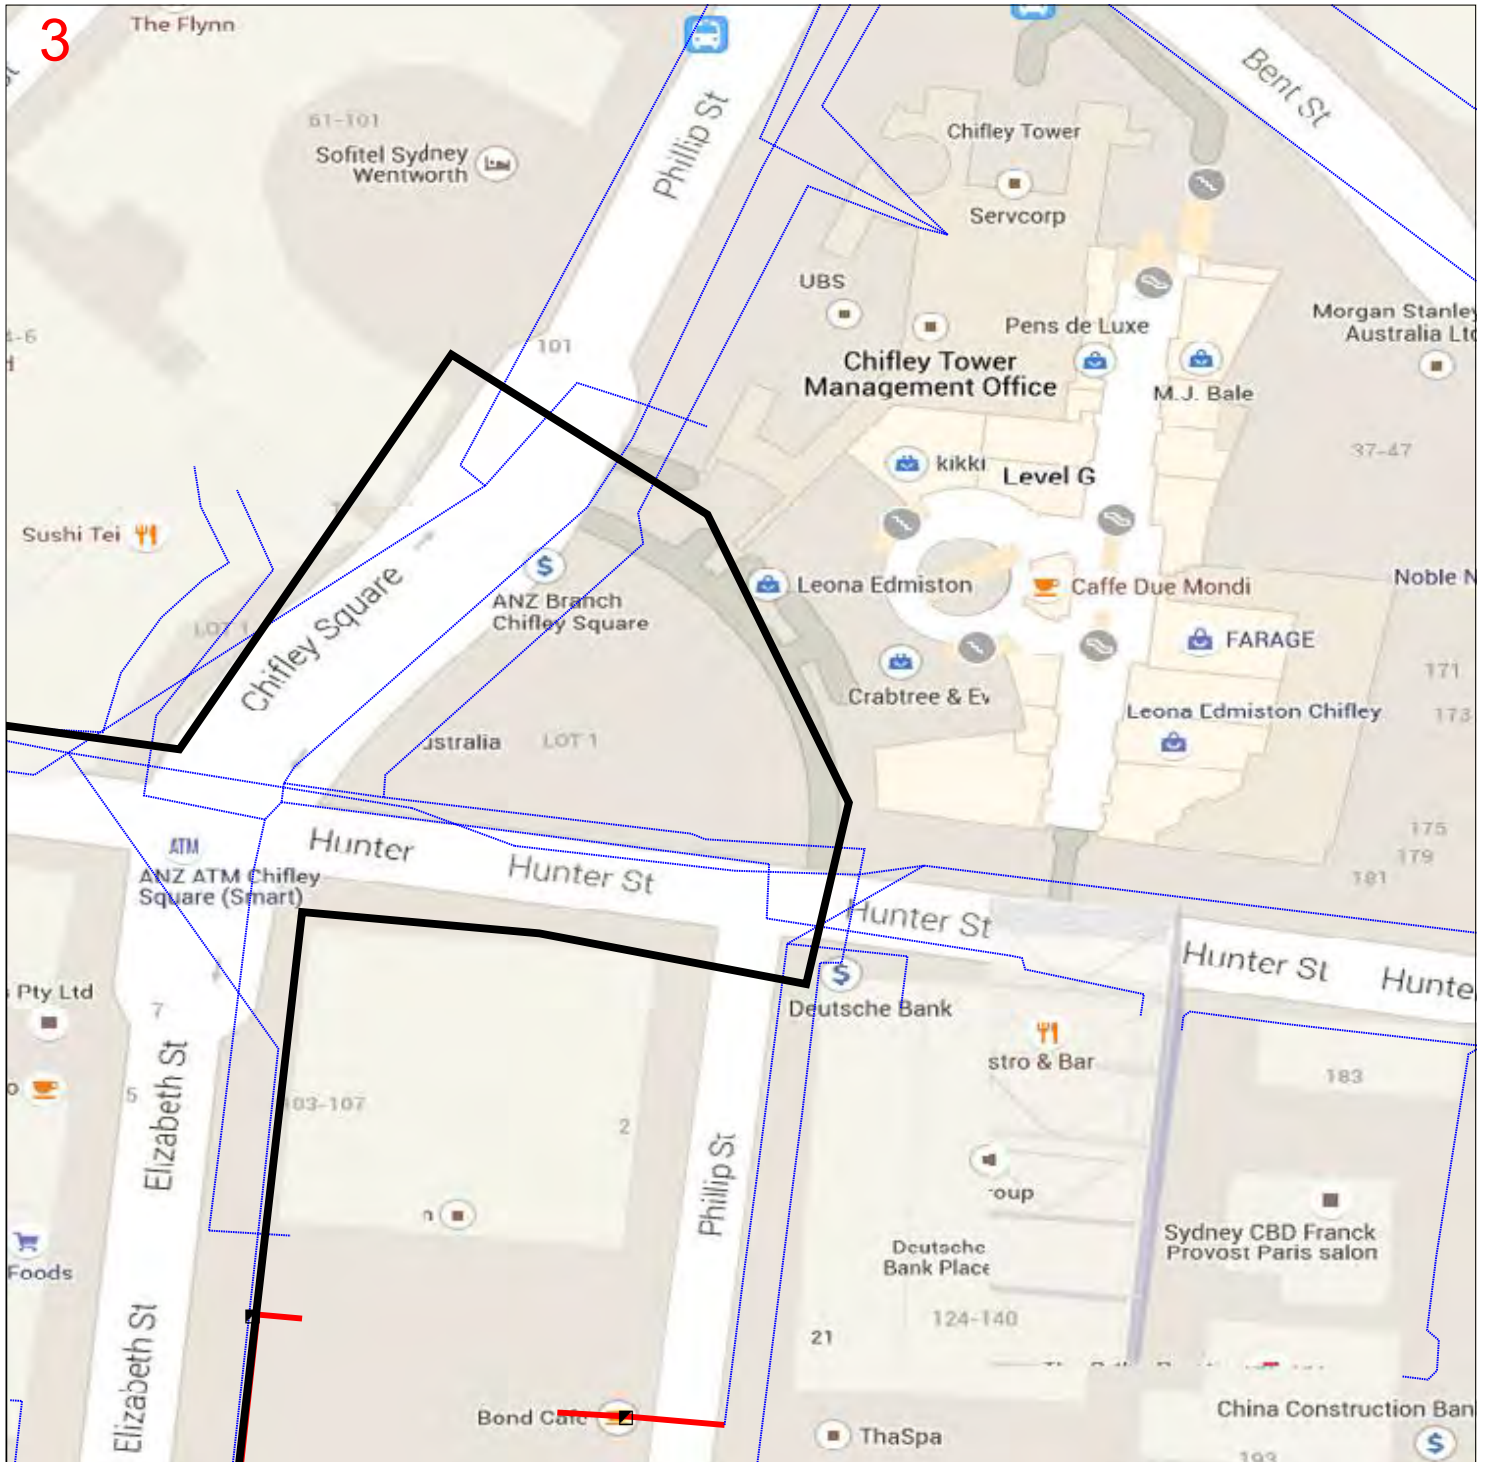 3
The Flynn
Bent St
61-101
Sofitel Sydney
Wentworth
Phillip St
Chifley Tower
Servcorp
UBS
Pens de Luxe
Morgan Stanley
Australia Ltd
101
Chifley Tower
Management Office
M.J. Bale
37-47
kikki
Level G
Sushi Tei
Leona Edmiston
Caffe Due Mondi
Noble N
ANZ Branch
Chifley Square
LOT 1
Chifley Square
FARAGE
171
Crabtree & Ev
Leona Edmiston Chifley
173
ustralia
LOT 1
175
179
181
ATM
Hunter
Hunter St
ANZ ATM Chifley
Square (Smart)
Hunter St
Hunter St
Hunte
Pty Ltd
7
Deutsche Bank
stro & Bar
183
5
Elizabeth St
103-107
2
Phillip St
roup
n
Foods
Deutsche
Bank Place
Sydney CBD Franck
Provost Paris salon
124-140
21
Elizabeth St
Bond Cafe
ThaSpa
China Construction Ban
193